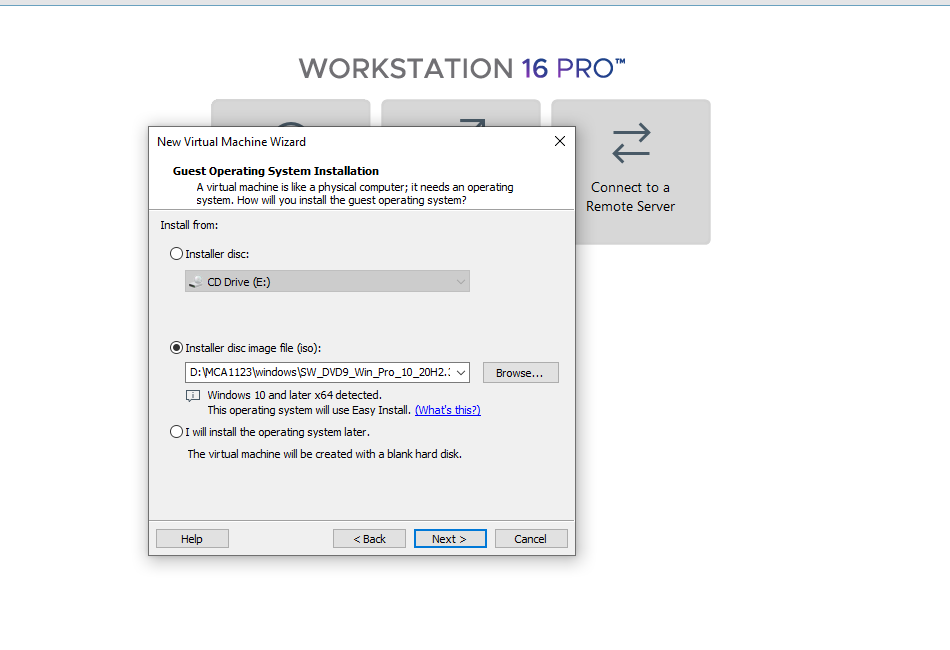 WORKSTATION 16 PRO™
New Virtual Machine Wizard
Guest Operating System Installation
A virtual machine is like a physical computer; it needs an operating
system. How will you install the guest operating system?
Connect to a
Remote Server
Install from:
Installer disc:
CD Drive (E:)
Installer disc image file (iso):
D:\MCA1123\windows\SW_DVD9_Win_Pro_10_20H2.
Browse...
Windows 10 and later x64 detected.
This operating system will use Easy Install. (What's this?)
I will install the operating system later.
The virtual machine will be created with a blank hard disk.
Help
< Back
Next >
Cancel